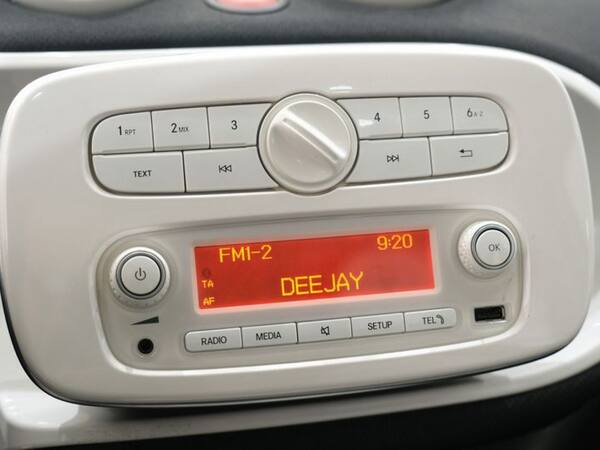 1 RPT 2 MIX 3 4 5 6 A-Z
TEXT
FM1-2 9:20
OK
TA
DEEJAY
AF
RADIO MEDIA SETUP TEL